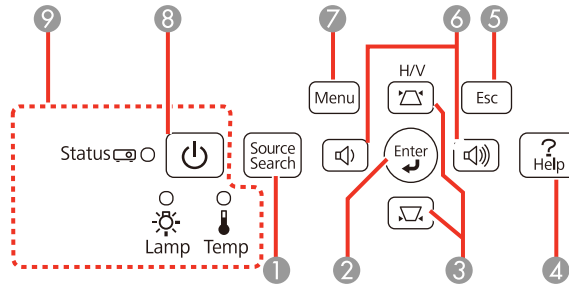 9
8
7
6
5
H/V
Menu
Esc
Status
Source
Search
Enter
?
Help
Lamp
Temp
1
2
3
4